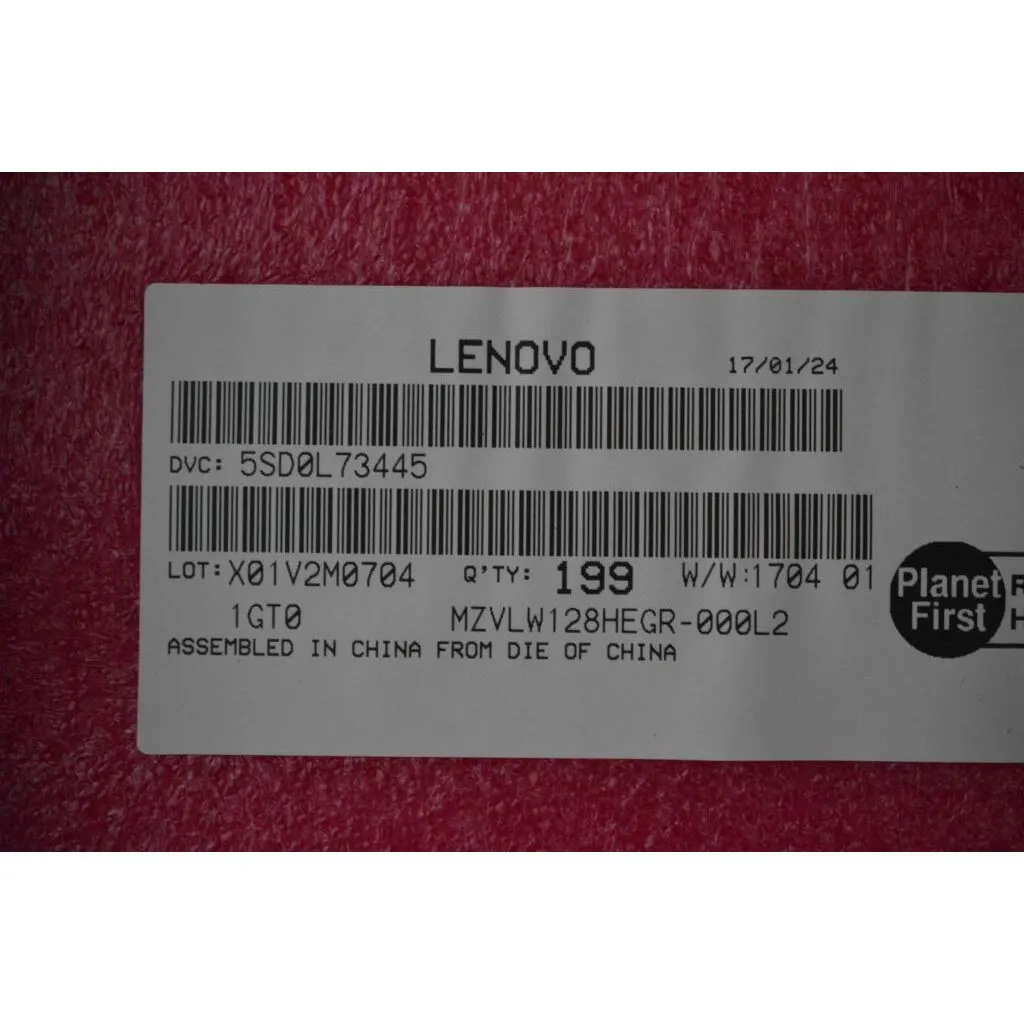 LENOVO 17/01/24
DVC: 5SD0L73445
LOT: X01V2M0704 Q'TY: 199 W/W:1704 01
1GT0 MZVLW128HEGR-000L2
ASSEMBLED IN CHINA FROM DIE OF CHINA
Planet
First